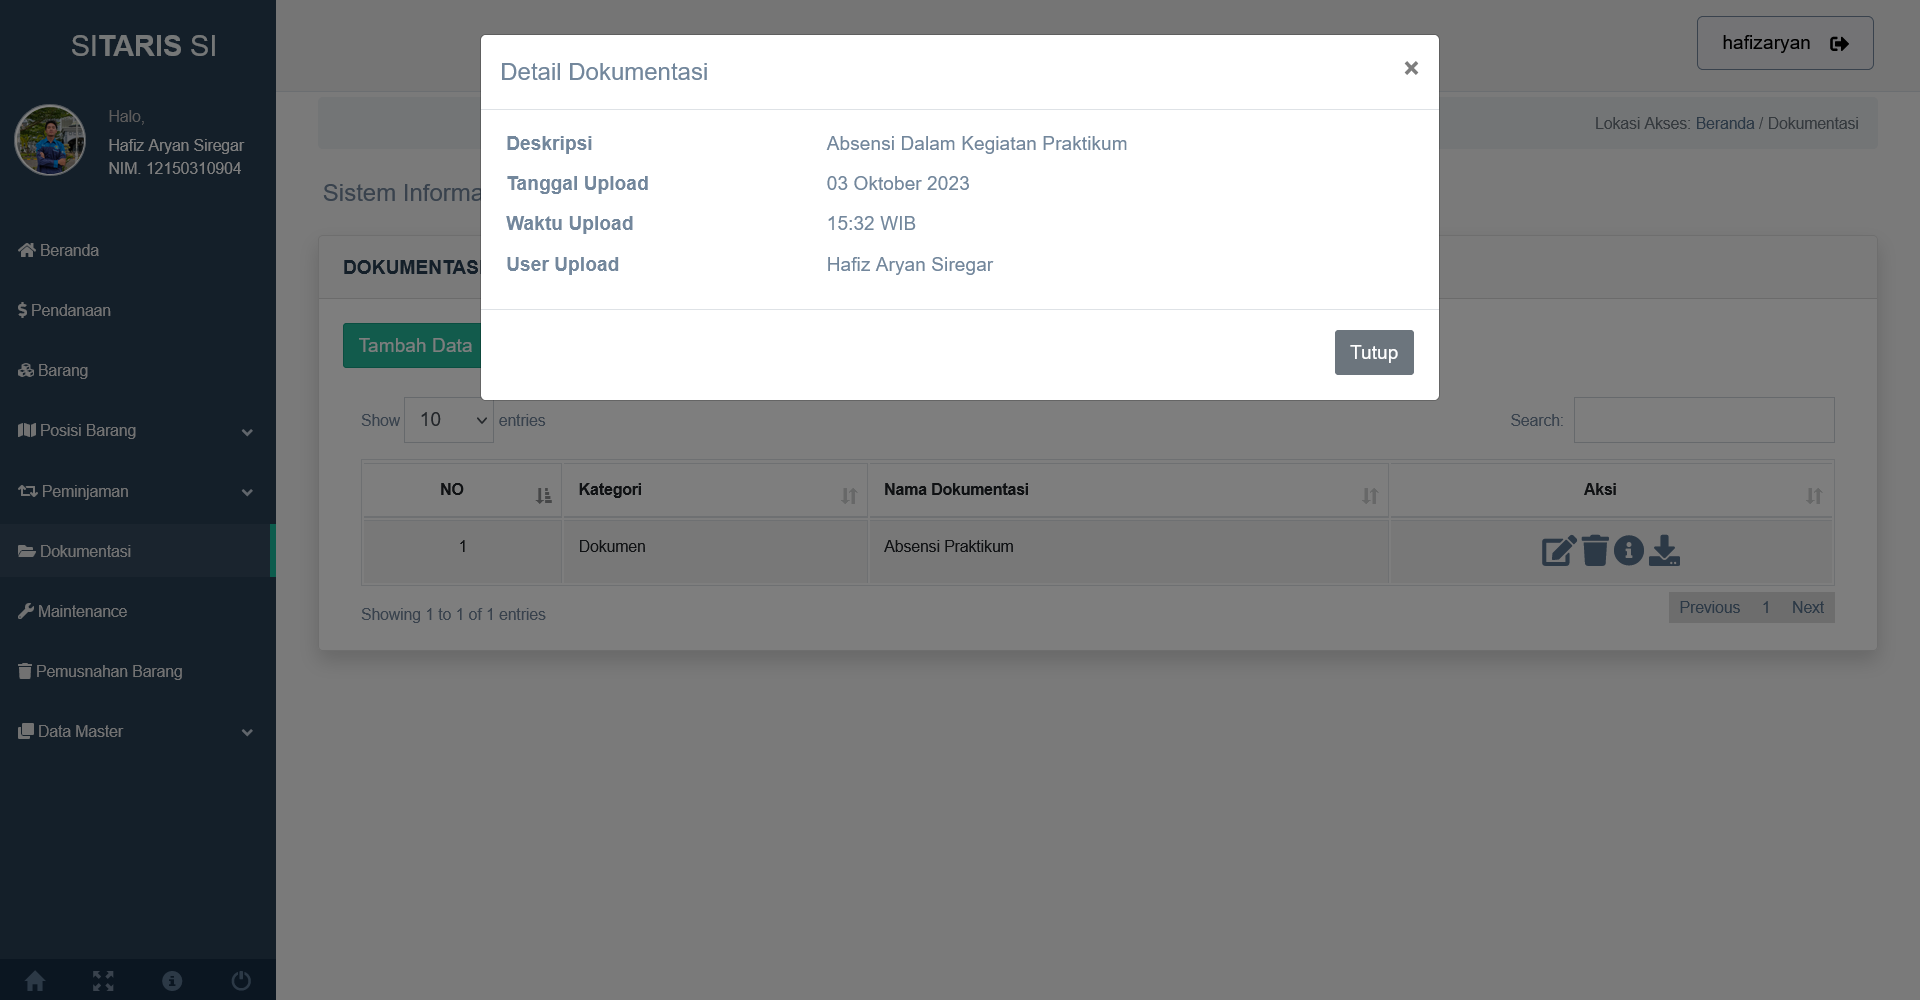 SITARIS SI
Halo,
Hafiz Aryan Siregar
NIM. 12150310904
Beranda
Pendanaan
Barang
Posisi Barang
Peminjaman
Dokumentasi
Maintenance
Pemusnahan Barang
Data Master
hafizaryan
Lokasi Akses: Beranda / Dokumentasi
Sistem Informa
DOKUMENTAS
Tambah Data
Detail Dokumentasi
×
Deskripsi Absensi Dalam Kegiatan Praktikum
Tanggal Upload 03 Oktober 2023
Waktu Upload 15:32 WIB
User Upload Hafiz Aryan Siregar
Tutup
Show 10 entries
Search:
NO Kategori Nama Dokumentasi Aksi
1 Dokumen Absensi Praktikum
Showing 1 to 1 of 1 entries
Previous 1 Next